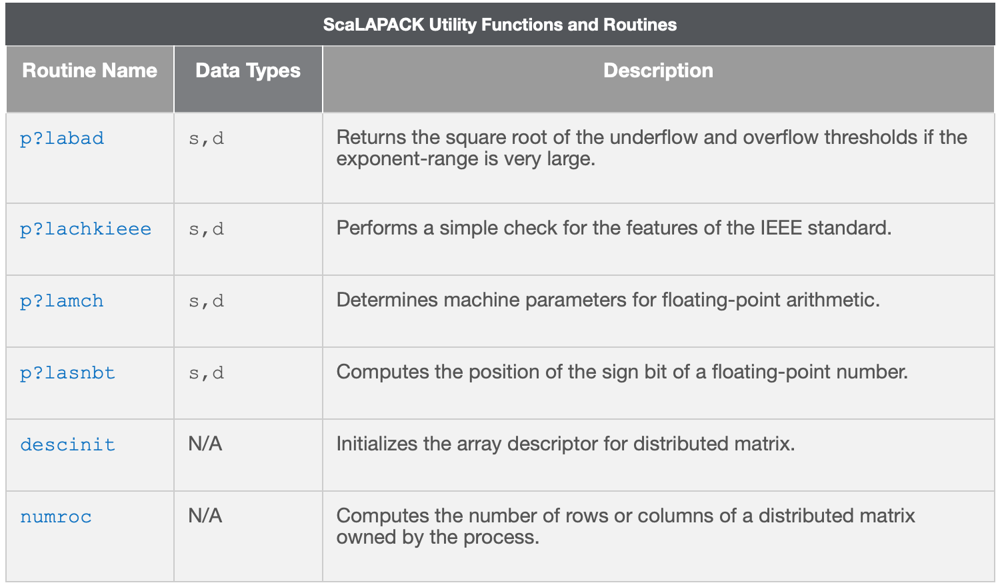 ScaLAPACK Utility Functions and Routines
Routine Name Data Types Description
p?labad s,d Returns the square root of the underflow and overflow thresholds if the
exponent-range is very large.
p?lachkieee s,d Performs a simple check for the features of the IEEE standard.
p?lamch s,d Determines machine parameters for floating-point arithmetic.
p?lasnbt s,d Computes the position of the sign bit of a floating-point number.
descinit N/A Initializes the array descriptor for distributed matrix.
numroc N/A Computes the number of rows or columns of a distributed matrix
owned by the process.